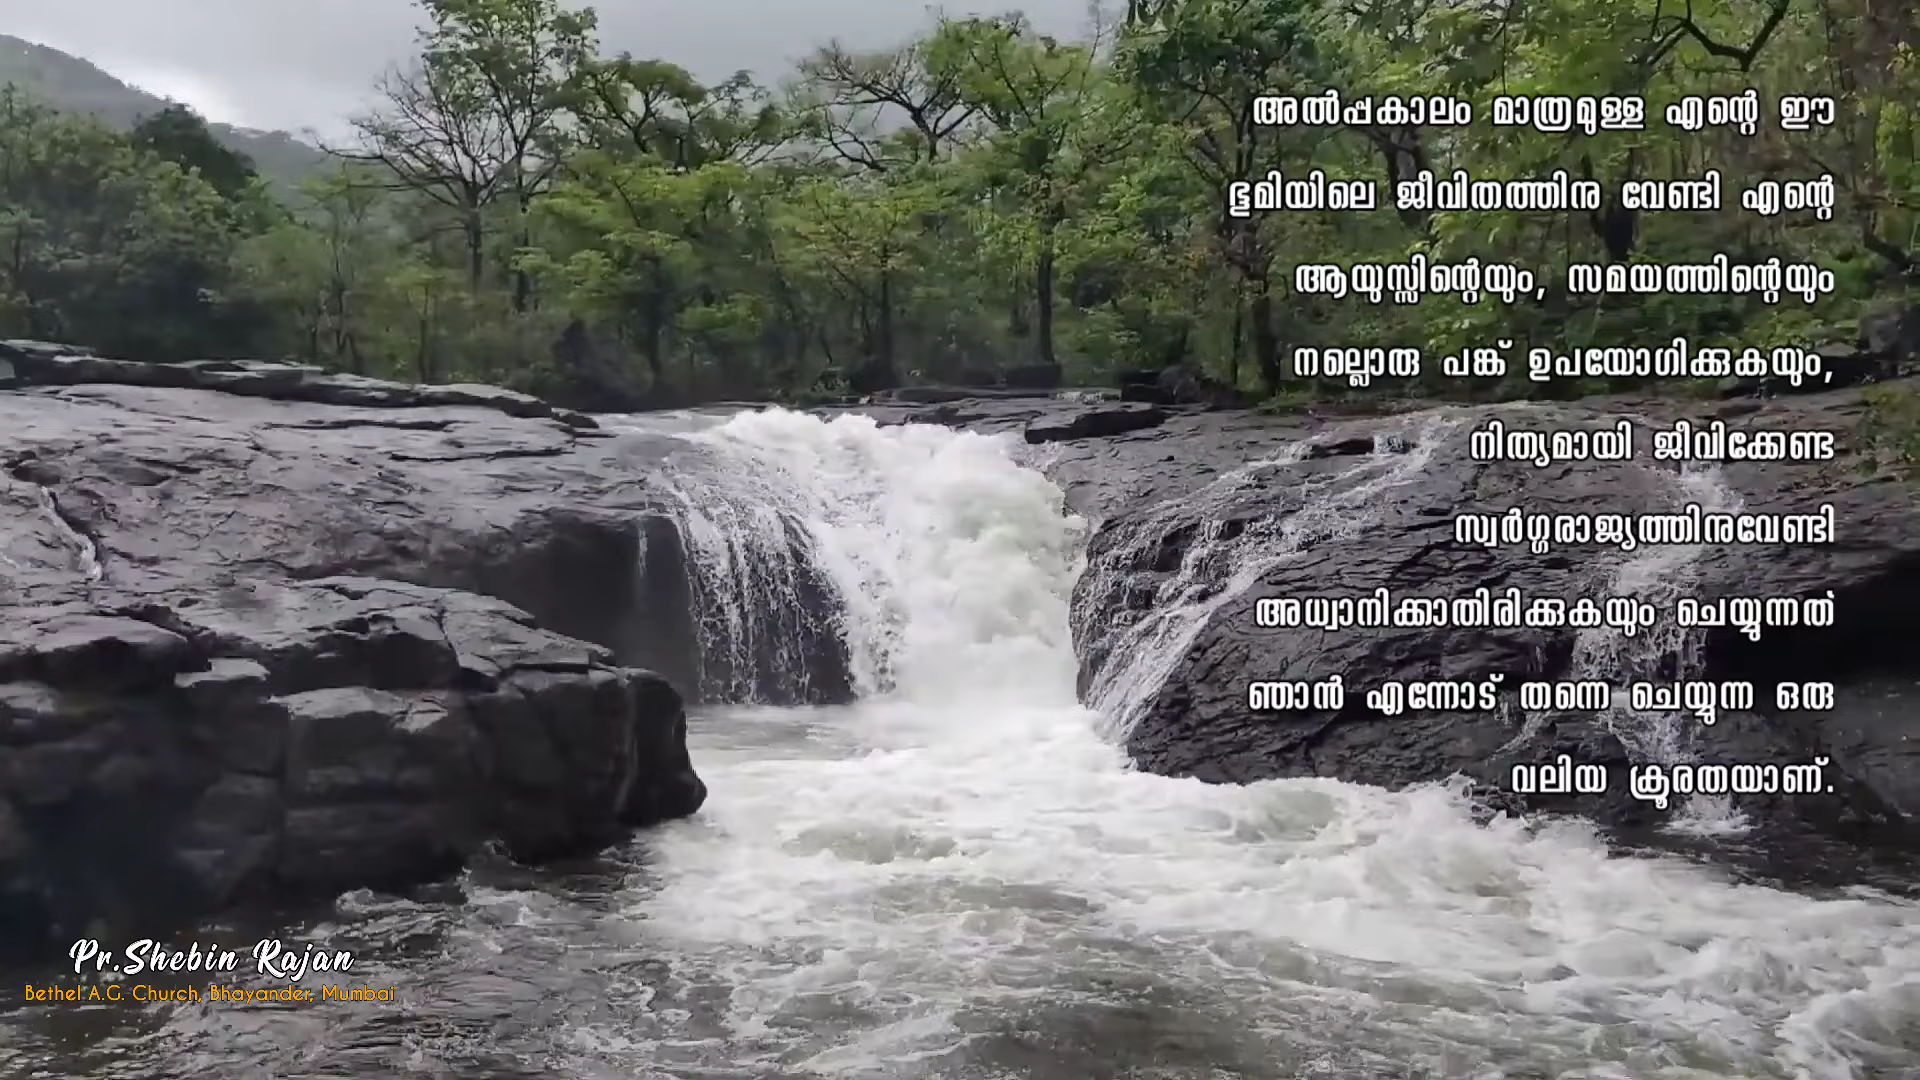 അൽപ്പകാലം മാത്രമുള്ള എന്റെ ഈ
ഭൂമിയിലെ ജീവിതത്തിനു വേണ്ടി എന്റെ
ആയുസ്സിന്റെയും, സമയത്തിന്റെയും
നല്ലൊരു പങ്ക് ഉപയോഗിക്കുകയും,
നിത്യമായി ജീവിക്കേണ്ട
സ്വർഗ്ഗരാജ്യത്തിനുവേണ്ടി
അധ്വാനിക്കാതിരിക്കുകയും ചെയ്യുന്നത്
ഞാൻ എന്നോട് തന്നെ ചെയ്യുന്ന ഒരു
വലിയ ക്രൂരതയാണ്.
Pr.Shebin Rajan
Bethel A.G. Church, Bhayander, Mumbai